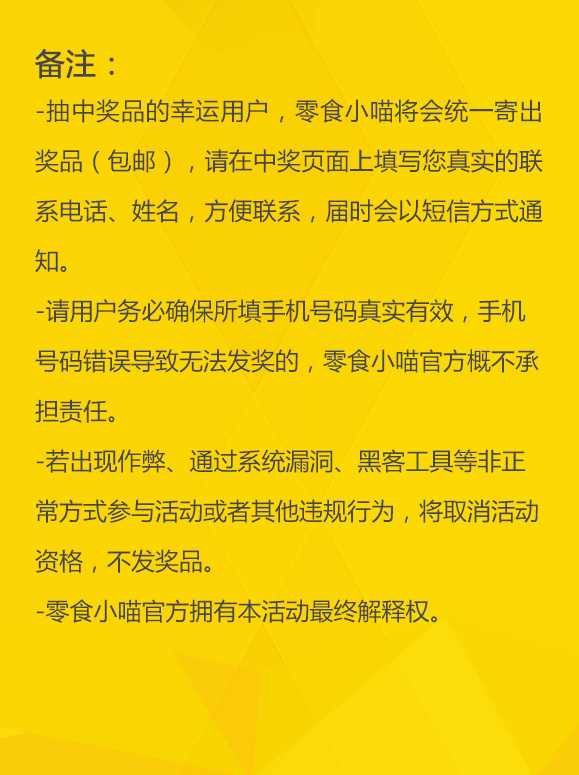 备注：
-抽中奖品的幸运用户，零食小喵将会统一寄出
奖品（包邮），请在中奖页面上填写您真实的联
系电话、姓名，方便联系，届时会以短信方式通
知。
-请用户务必确保所填手机号码真实有效，手机
号码错误导致无法发奖的，零食小喵官方概不承
担责任。
-若出现作弊、通过系统漏洞、黑客工具等非正
常方式参与活动或者其他违规行为，将取消活动
资格，不发奖品。
-零食小喵官方拥有本活动最终解释权。